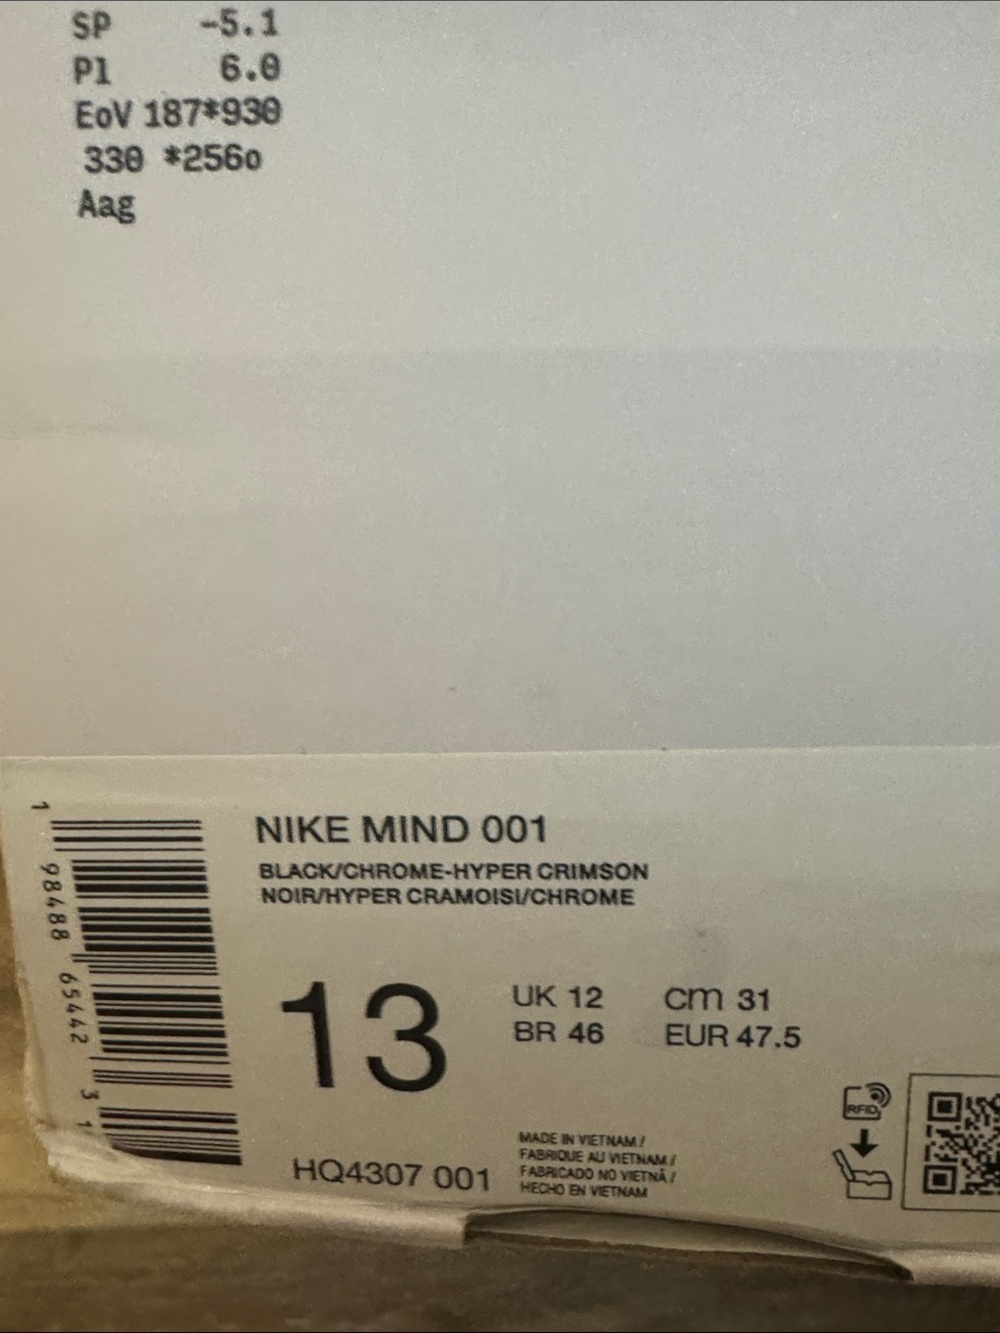 SP -5.1
Pl 6.0
EoV 187*930
330 *256o
Aag
NIKE MIND 001
BLACK/CHROME-HYPER CRIMSON
NOIR/HYPER CRAMOISI/CHROME
13
UK 12 cm 31
BR 46 EUR 47.5
HQ4307 001
MADE IN VIETNAM /
FABRIQUE AU VIETNAM /
FABRICADO NO VIETNÃ /
HECHO EN VIETNAM
RFID
1 98488 65442 3